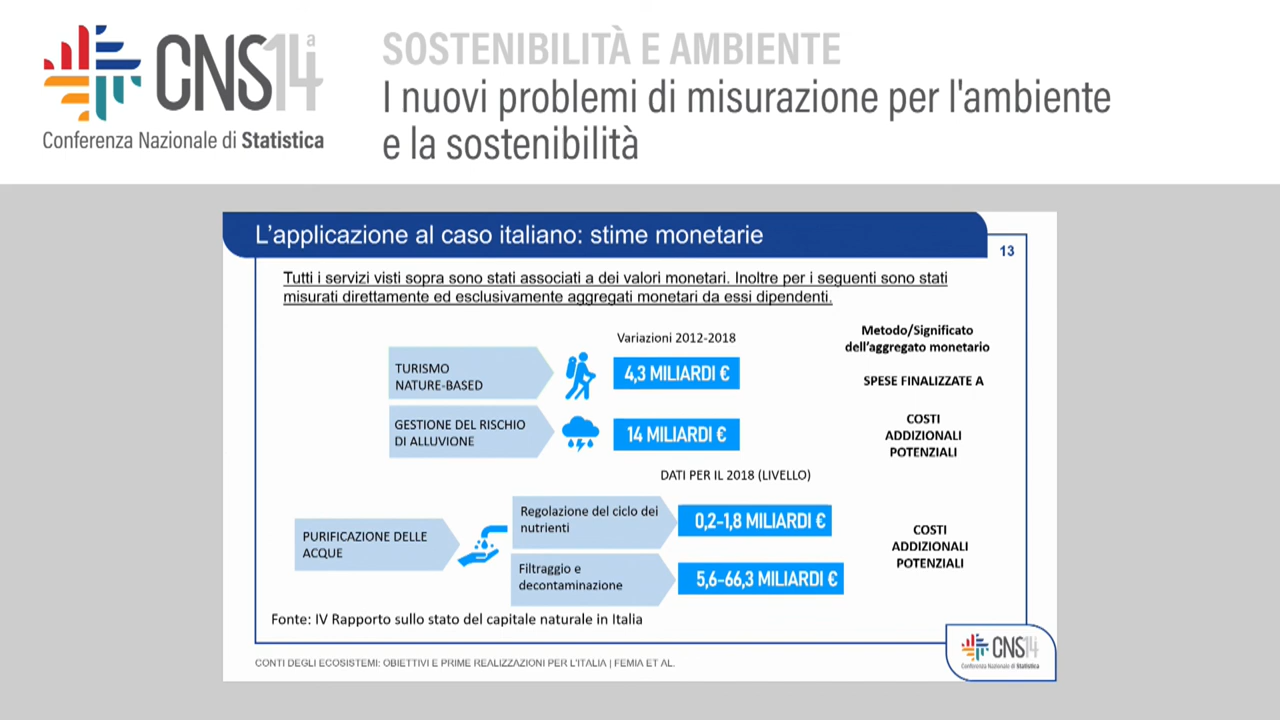 CNS14ª
Conferenza Nazionale di Statistica
SOSTENIBILITÀ E AMBIENTE
I nuovi problemi di misurazione per l'ambiente
e la sostenibilità
L'applicazione al caso italiano: stime monetarie
13
Tutti i servizi visti sopra sono stati associati a dei valori monetari. Inoltre per i seguenti sono stati
misurati direttamente ed esclusivamente aggregati monetari da essi dipendenti.
Variazioni 2012-2018
Metodo/Significato
dell'aggregato monetario
TURISMO
NATURE-BASED
4,3 MILIARDI €
SPESE FINALIZZATE A
GESTIONE DEL RISCHIO
DI ALLUVIONE
14 MILIARDI €
COSTI
ADDIZIONALI
POTENZIALI
DATI PER IL 2018 (LIVELLO)
PURIFICAZIONE DELLE
ACQUE
Regolazione del ciclo dei
nutrienti
0,2-1,8 MILIARDI €
Filtraggio e
decontaminazione
5,6-66,3 MILIARDI €
COSTI
ADDIZIONALI
POTENZIALI
Fonte: IV Rapporto sullo stato del capitale naturale in Italia
CONTI DEGLI ECOSISTEMI: OBIETTIVI E PRIME REALIZZAZIONI PER L'ITALIA | FEMIA ET AL.
CNS14ª
Conferenza Nazionale di Statistica